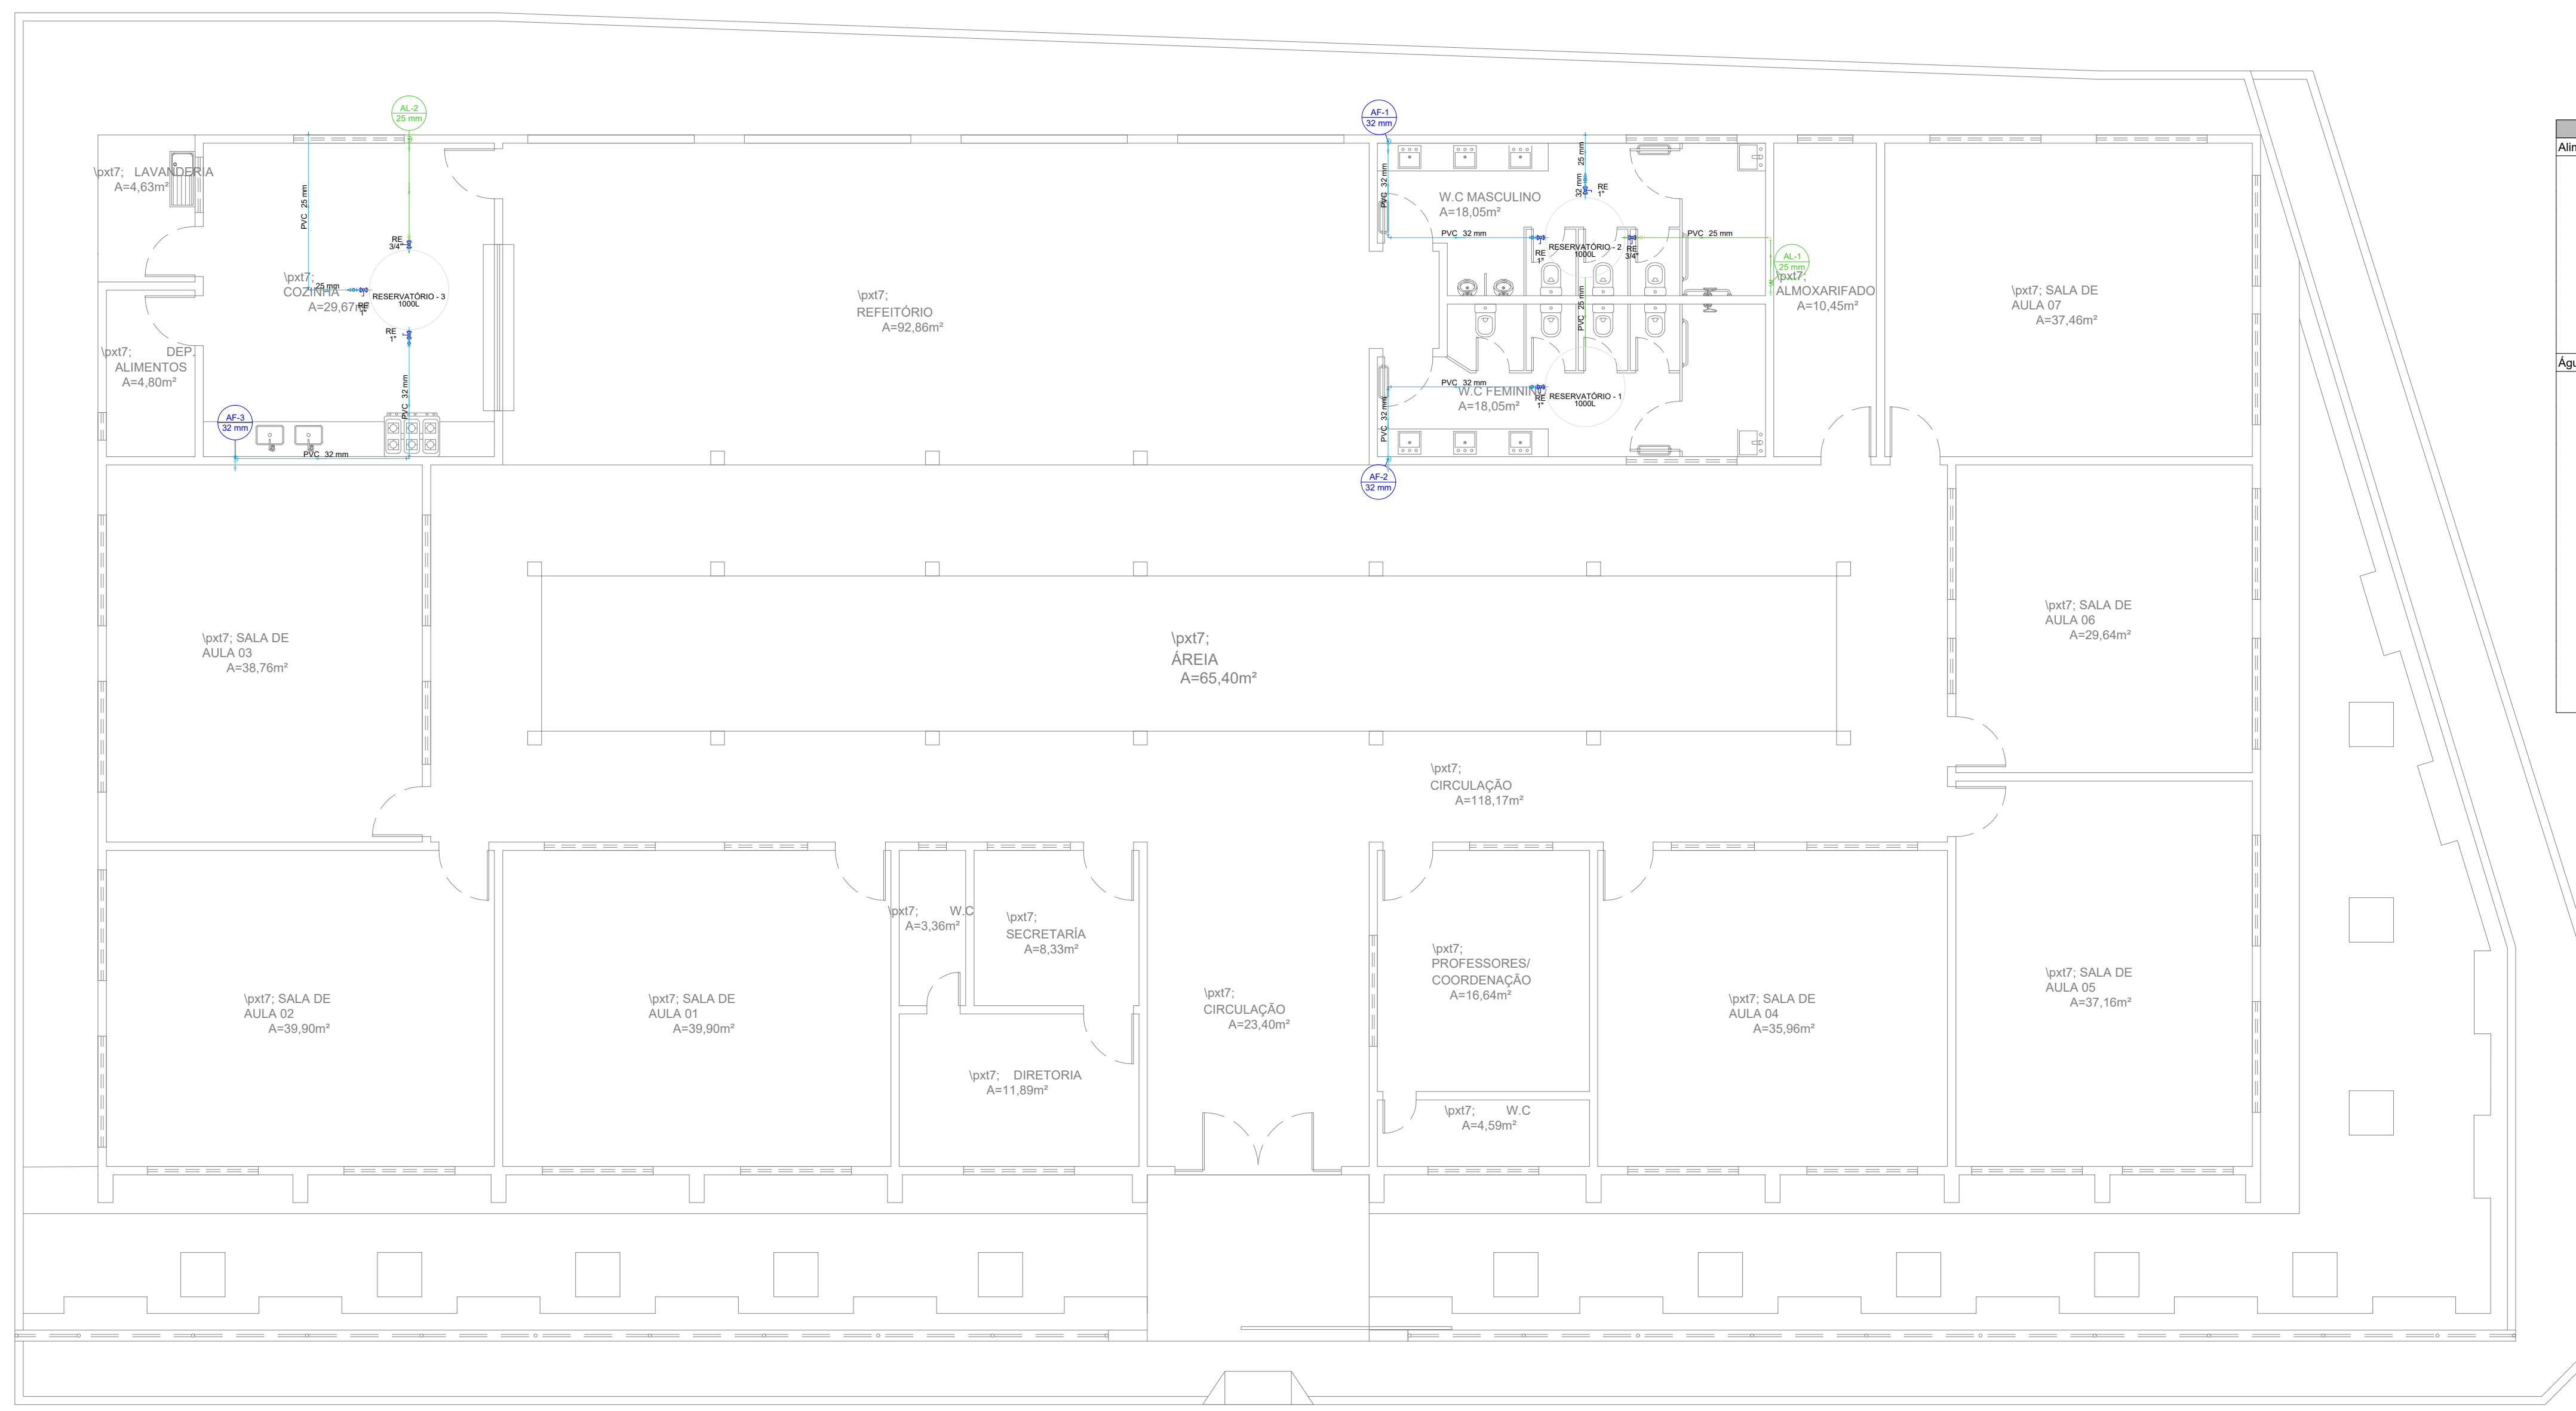 AL-2
25 mm
AF-1
32 mm
\pxt7; LAVANDERIA
A=4,63m²
PVC 25 mm
RE
3/4"
\pxt7;
COZINHA
A=29,67m²
25 mm
RE
1"
RESERVATÓRIO - 3
1000L
RE
1"
PVC 32 mm
\pxt7; DEP.
ALIMENTOS
A=4,80m²
AF-3
32 mm
PVC 32 mm
\pxt7;
REFEITÓRIO
A=92,86m²
PVC 32 mm
W.C MASCULINO
A=18,05m²
25 mm
32 mm
RE
1"
PVC 32 mm
RE
1"
RESERVATÓRIO - 2
1000L
RE
3/4"
PVC 25 mm
AL-1
25 mm
PVC 25 mm
PVC 32 mm
W.C FEMININO
A=18,05m²
RE
1"
RESERVATÓRIO - 1
1000L
PVC 32 mm
AF-2
32 mm
\pxt7;
ALMOXARIFADO
A=10,45m²
\pxt7; SALA DE
AULA 07
A=37,46m²
Alim
Águ
\pxt7; SALA DE
AULA 03
A=38,76m²
\pxt7;
ÁREIA
A=65,40m²
\pxt7; SALA DE
AULA 06
A=29,64m²
\pxt7;
CIRCULAÇÃO
A=118,17m²
\pxt7; SALA DE
AULA 02
A=39,90m²
\pxt7; SALA DE
AULA 01
A=39,90m²
\pxt7; W.C
A=3,36m²
\pxt7;
SECRETARÍA
A=8,33m²
\pxt7; DIRETORIA
A=11,89m²
\pxt7;
CIRCULAÇÃO
A=23,40m²
\pxt7;
PROFESSORES/
COORDENAÇÃO
A=16,64m²
\pxt7; W.C
A=4,59m²
\pxt7; SALA DE
AULA 04
A=35,96m²
\pxt7; SALA DE
AULA 05
A=37,16m²